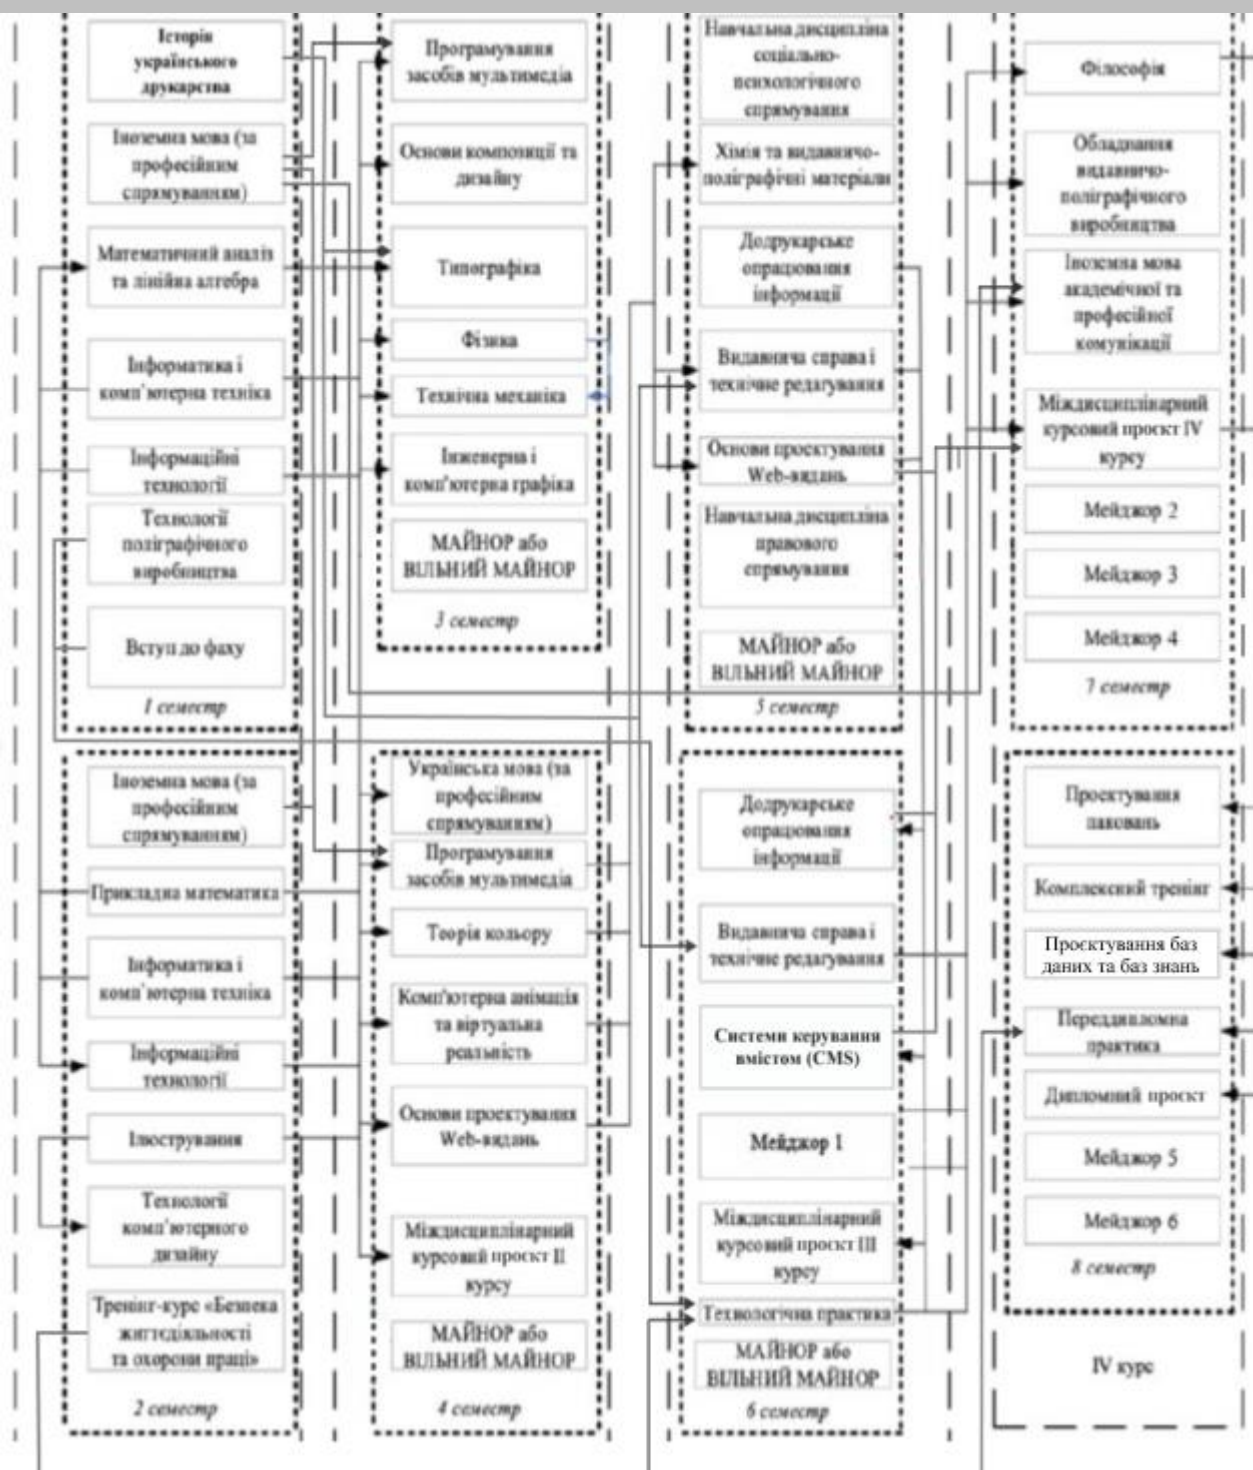 Історія
українського
друкарства
Іноземна мова (за
професійним
спрямуванням)
Математичний аналіз
та лінійна алгебра
Інформатика і
комп'ютерна техніка
Інформаційні
технології
Технології
поліграфічного
виробництва
Вступ до фаху
1 семестр
Іноземна мова (за
професійним
спрямуванням)
Прикладна математика
Інформатика і
комп'ютерна техніка
Інформаційні
технології
Ілюстрування
Технології
комп'ютерного
дизайну
Тренінг-курс «Безпека
життєдіяльності
та охорони праці»
2 семестр
Програмування
засобів мультимедіа
Основи композиції та
дизайну
Типографіка
Фізика
Технічна механіка
Інженерна і
комп'ютерна графіка
МАЙНОР або
ВІЛЬНИЙ МАЙНОР
3 семестр
Українська мова (за
професійним
спрямуванням)
Програмування
засобів мультимедіа
Теорія кольору
Комп'ютерна анімація
та віртуальна
реальність
Основи проектування
Web-видань
Міждисциплінарний
курсовий проєкт II
курсу
МАЙНОР або
ВІЛЬНИЙ МАЙНОР
4 семестр
Навчальна дисципліна
соціально-
психологічного
спрямування
Хімія та видавничо-
поліграфічні матеріали
Додрукарське
опрацювання
інформації
Видавнича справа і
технічне редагування
Основи проектування
Web-видань
Навчальна дисципліна
правового
спрямування
МАЙНОР або
ВІЛЬНИЙ МАЙНОР
5 семестр
Додрукарське
опрацювання
інформації
Видавнича справа і
технічне редагування
Системи керування
вмістом (CMS)
Мейджор 1
Міждисциплінарний
курсовий проєкт III
курсу
Технологічна практика
МАЙНОР або
ВІЛЬНИЙ МАЙНОР
6 семестр
Філософія
Обладнання
видавничо-
поліграфічного
виробництва
Іноземна мова
академічної та
професійної
комунікації
Міждисциплінарний
курсовий проєкт IV
курсу
Мейджор 2
Мейджор 3
Мейджор 4
7 семестр
Проектування
паковань
Комплексний тренінг
Проєктування баз
даних та баз знань
Переддипломна
практика
Дипломний проєкт
Мейджор 5
Мейджор 6
8 семестр
IV курс